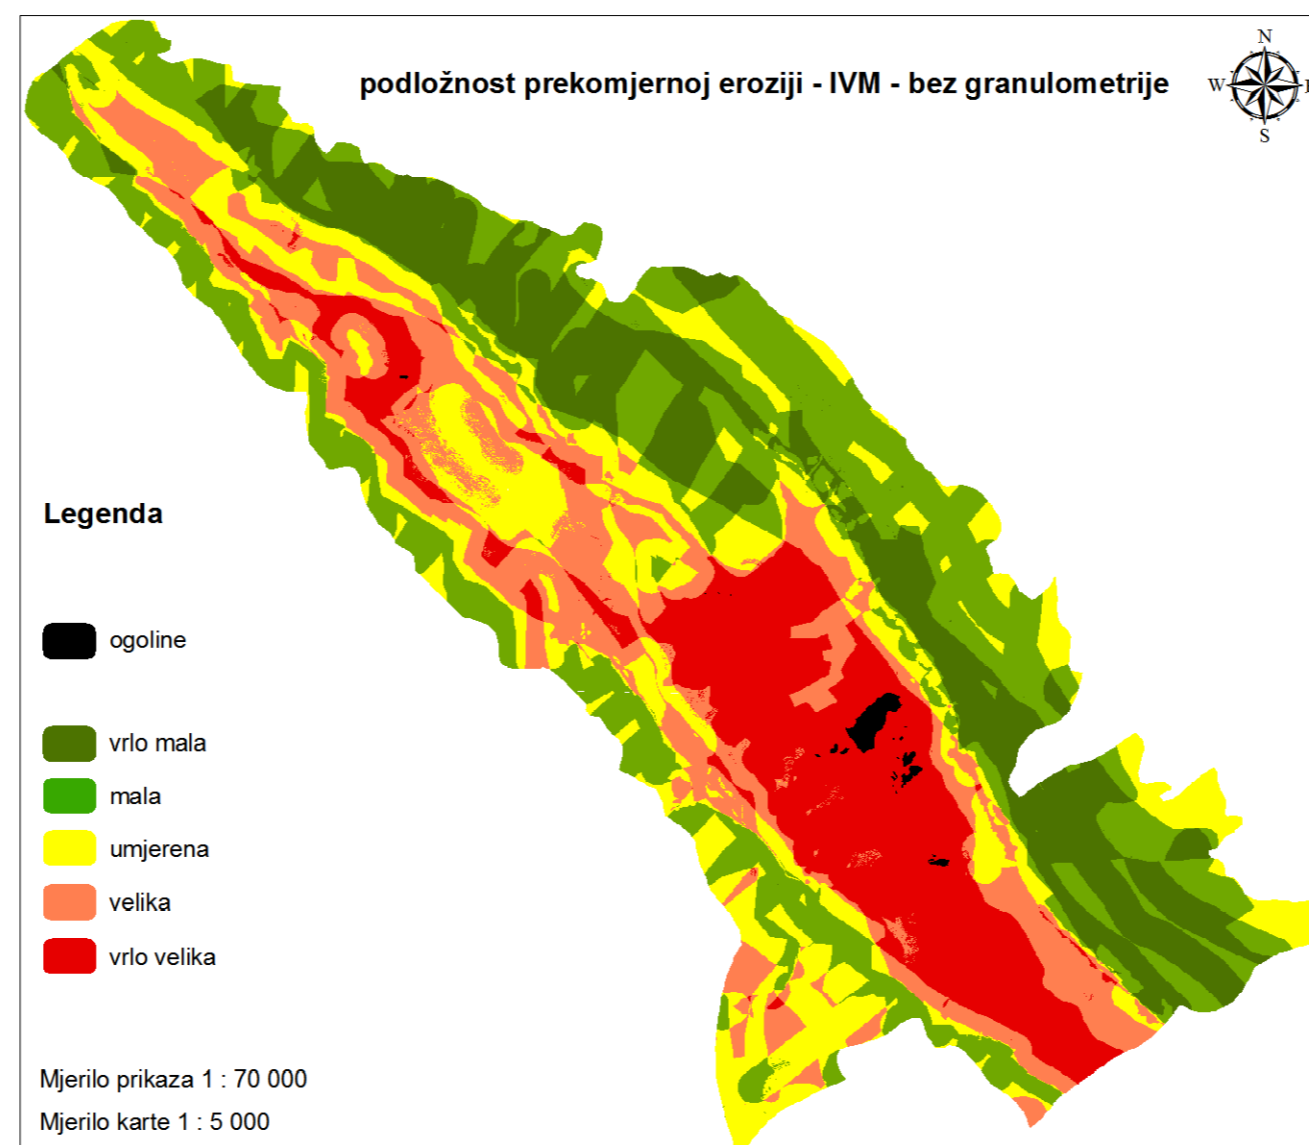 podložnost prekomjernoj eroziji - IVM - bez granulometrije
N
W
S
Legenda
ogoline
vrlo mala
mala
umjerena
velika
vrlo velika
Mjerilo prikaza 1 : 70 000
Mjerilo karte 1 : 5 000